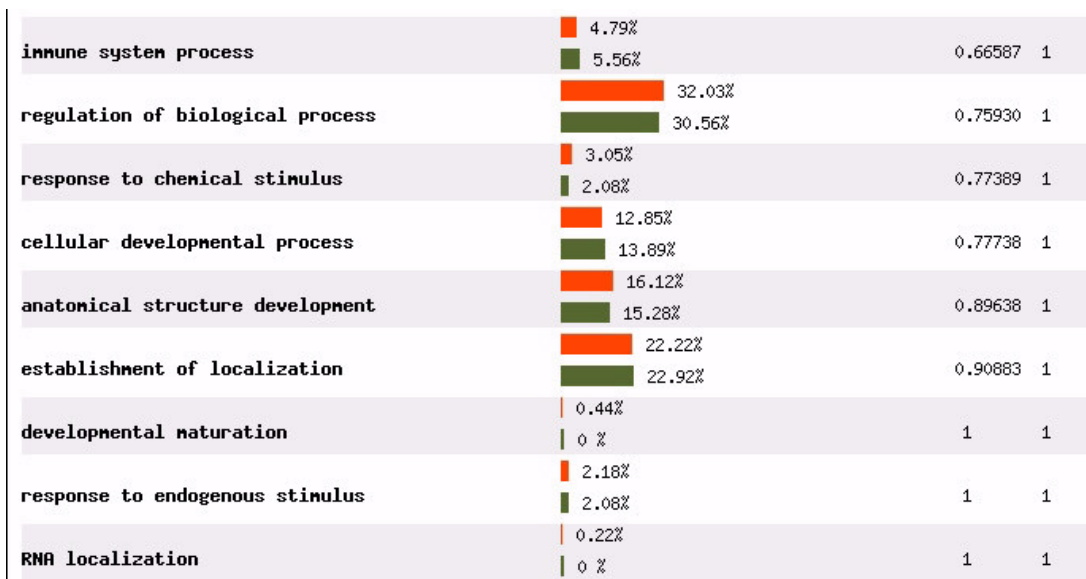 4.79%
immune system process 5.56% 0.66587 1
32.03%
regulation of biological process 30.56% 0.75930 1
3.05%
response to chemical stimulus 2.08% 0.77389 1
12.85%
cellular developmental process 13.89% 0.77738 1
16.12%
anatomical structure development 15.28% 0.89638 1
22.22%
establishment of localization 22.92% 0.90883 1
0.44%
developmental maturation 0 % 1 1
2.18%
response to endogenous stimulus 2.08% 1 1
0.22%
RNA localization 0 % 1 1